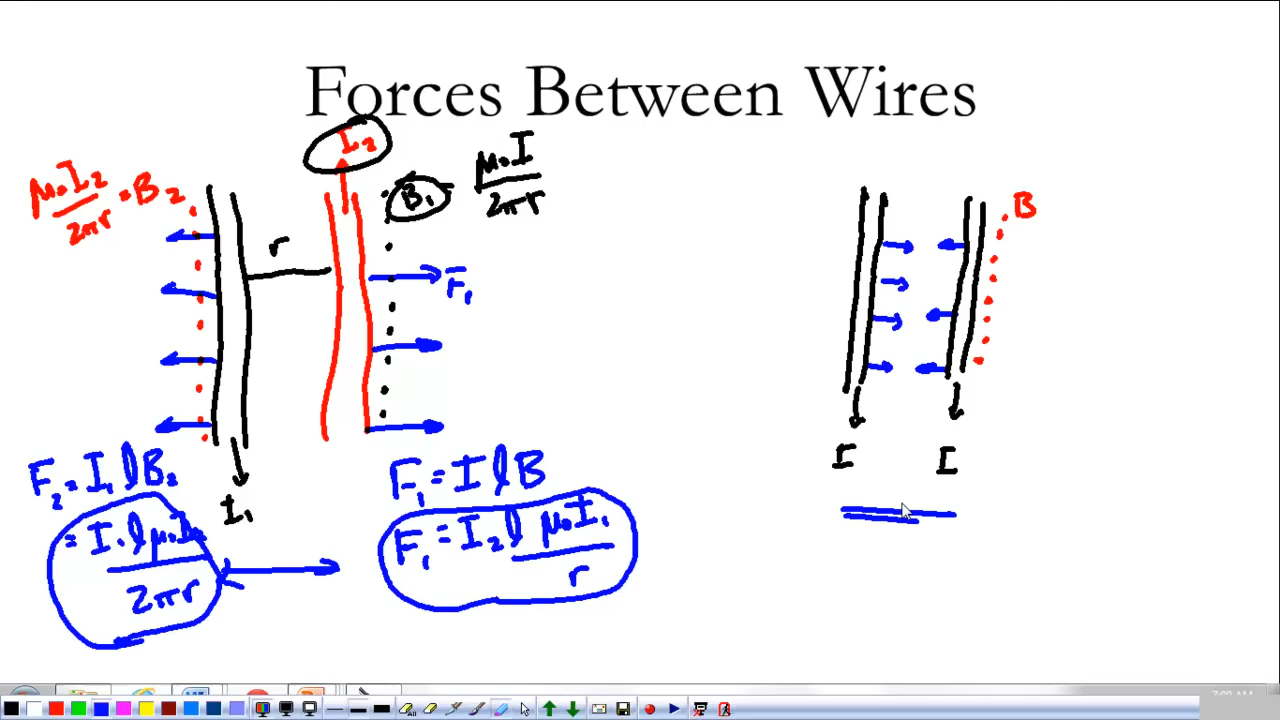 Forces Between Wires
I₂
μ₀I₂/2πr = B₂
B₁ = μ₀I/2πr
B
r
F₁
F₂ = I₁ l B₂
= I₁ l μ₀I₂/2πr
I₁
F₁ = I l B
F₁ = I₂ l μ₀I₁/r
I
I